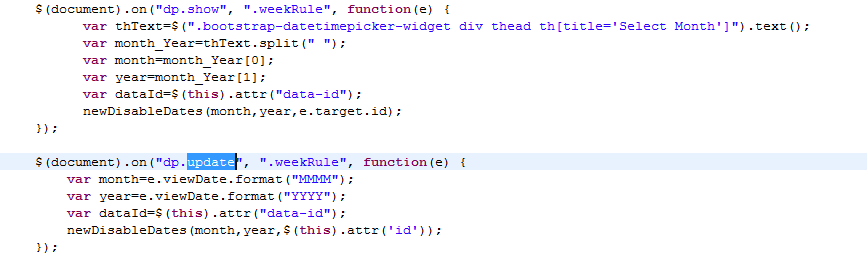 $(document).on("dp.show", ".weekRule", function(e) {
var thText=$(".bootstrap-datetimepicker-widget div thead th[title='Select Month']").text();
var month_Year=thText.split(" ");
var month=month_Year[0];
var year=month_Year[1];
var dataId=$(this).attr("data-id");
newDisableDates(month,year,e.target.id);
});
$(document).on("dp.update", ".weekRule", function(e) {
var month=e.viewDate.format("MMMM");
var year=e.viewDate.format("YYYY");
var dataId=$(this).attr("data-id");
newDisableDates(month,year,$(this).attr('id'));
});